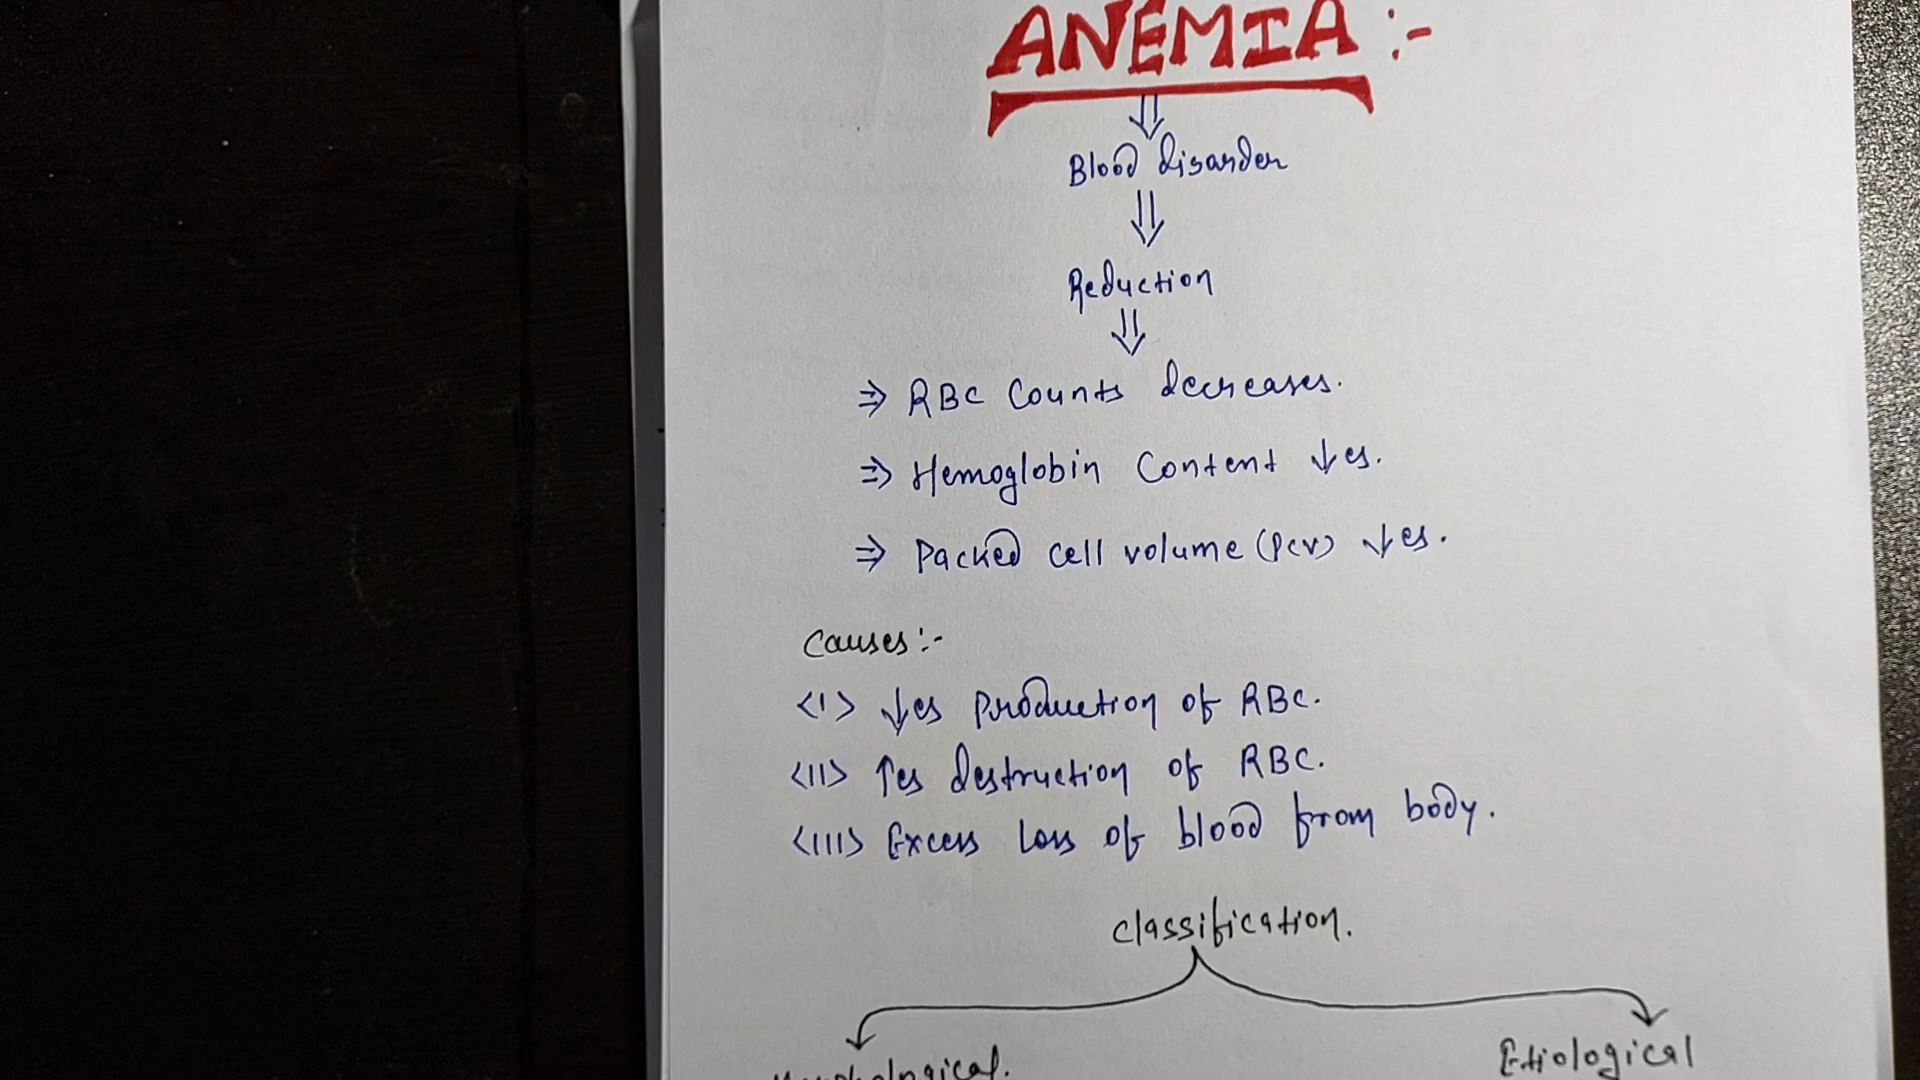 ANEMIA :-
⇓
Blood disorder
⇓
Reduction
⇓
⇒ RBC Counts decreases.
⇒ Hemoglobin Content ↓es.
⇒ Packed cell volume (PCV) ↓es.
Causes :-
<I> ↓es Production of RBC.
<II> ↑es destruction of RBC.
<III> Excess loss of blood from body.
classification.
Morphological. Etiological